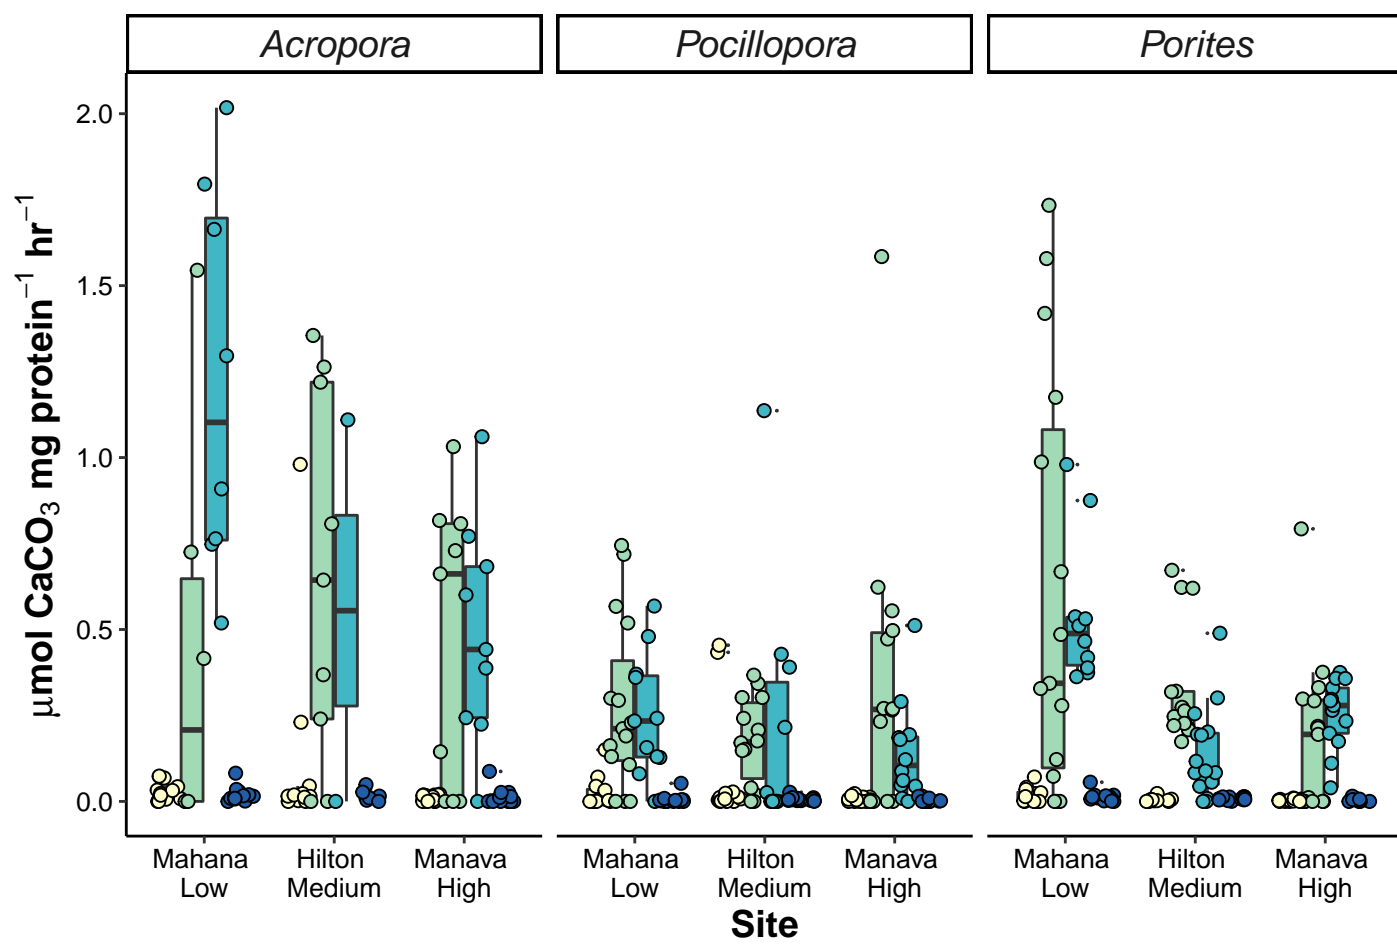 Acropora Pocillopora Porites
2.0
1.5
1.0
0.5
0.0
μmol CaCO₃ mg protein⁻¹ hr⁻¹
Mahana Hilton Manava Mahana Hilton Manava Mahana Hilton Manava
Low Medium High Low Medium High Low Medium High
Site